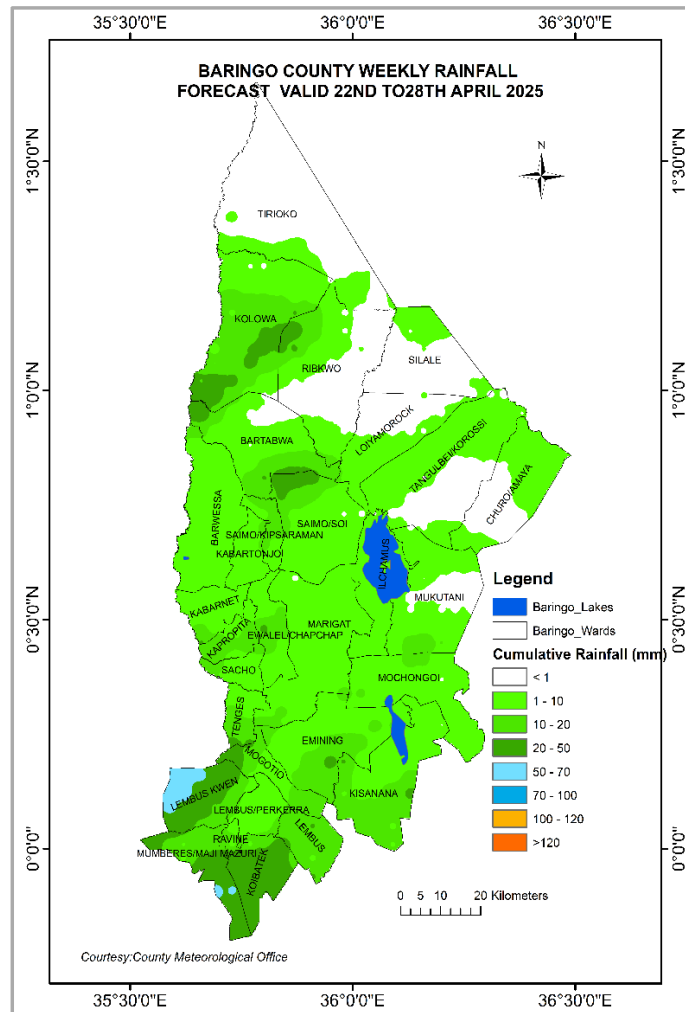 35°30'0"E 36°0'0"E 36°30'0"E
BARINGO COUNTY WEEKLY RAINFALL
FORECAST VALID 22ND TO28TH APRIL 2025
N
1°30'0"N
1°30'0"N
TIRIOKO
KOLOWA
RIBKWO
SILALE
1°0'0"N
1°0'0"N
BARTABWA
LOIYAMOROCK
TANGULBEI/KOROSSI
CHURO/AMAYA
BARWESSA
SAIMO/SOI
SAIMO/KIPSARAMAN
KABARTONJO
ILCHAMUS
MUKUTANI
KABARNET
0°30'0"N
0°30'0"N
MARIGAT
EWALEL/CHAPCHAP
KAPROPITA
SACHO
MOCHONGOI
TENGES
EMINING
MOGOTIO
KISANANA
LEMBUS KWEN
LEMBUS/PERKERRA
LEMBUS
RAVINE
MUMBERES/MAJI MAZURI
KOIBATEK
0°0'0"
0°0'0"
Legend
Baringo_Lakes
Baringo_Wards
Cumulative Rainfall (mm)
< 1
1 - 10
10 - 20
20 - 50
50 - 70
70 - 100
100 - 120
>120
0 5 10 20 Kilometers
Courtesy:County Meteorological Office
35°30'0"E 36°0'0"E 36°30'0"E